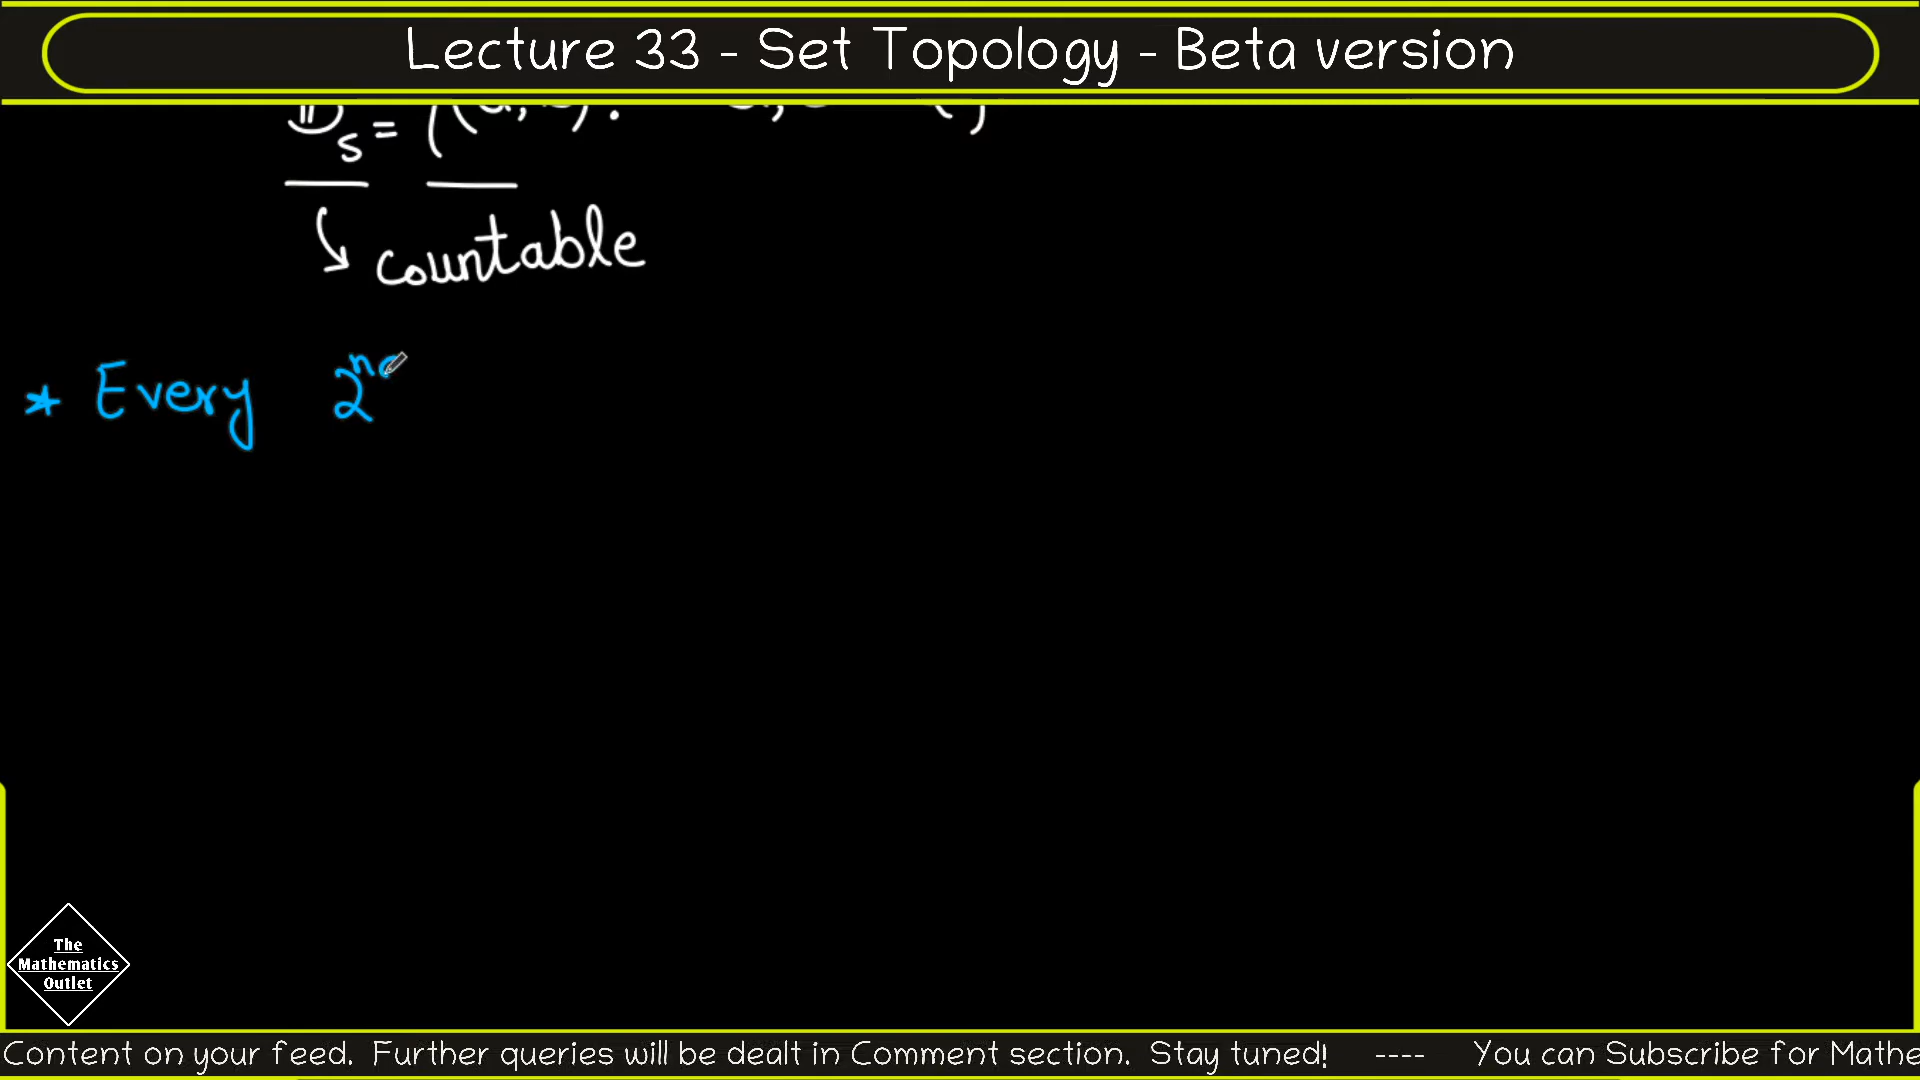 Lecture 33 - Set Topology - Beta version
s =
countable
* Every 2^n
The
Mathematics
Outlet
Content on your feed. Further queries will be dealt in Comment section. Stay tuned! ---- You can Subscribe for Mathe